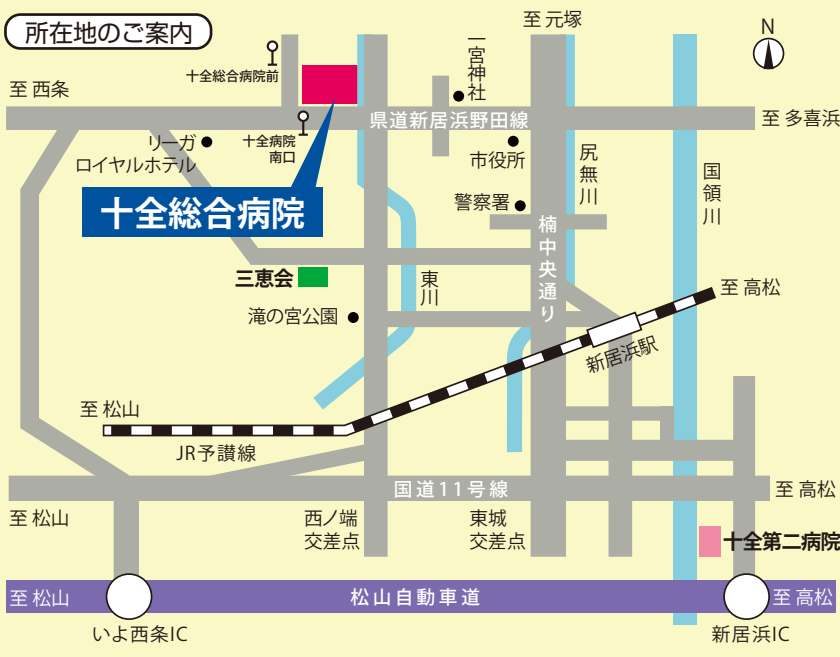 所在地のご案内
至 元塚
N
十全総合病院前
一宮神社
至 西条
県道新居浜野田線
至 多喜浜
リーガ
ロイヤルホテル
十全病院
南口
市役所
尻無川
国領川
十全総合病院
警察署
楠中央通り
三恵会
東川
至 高松
滝の宮公園
新居浜駅
至 松山
JR予讃線
国道11号線
至 高松
至 松山
西ノ端
交差点
東城
交差点
十全第二病院
至 松山
松山自動車道
至 高松
いよ西条IC
新居浜IC